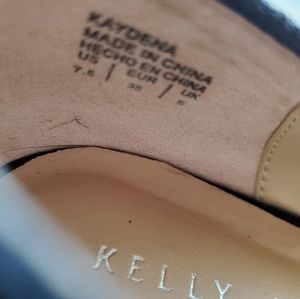 KAYDENA
MADE IN CHINA
HECHO EN CHINA
US / EUR / UK
7.5 / 38 / 5
KELLY